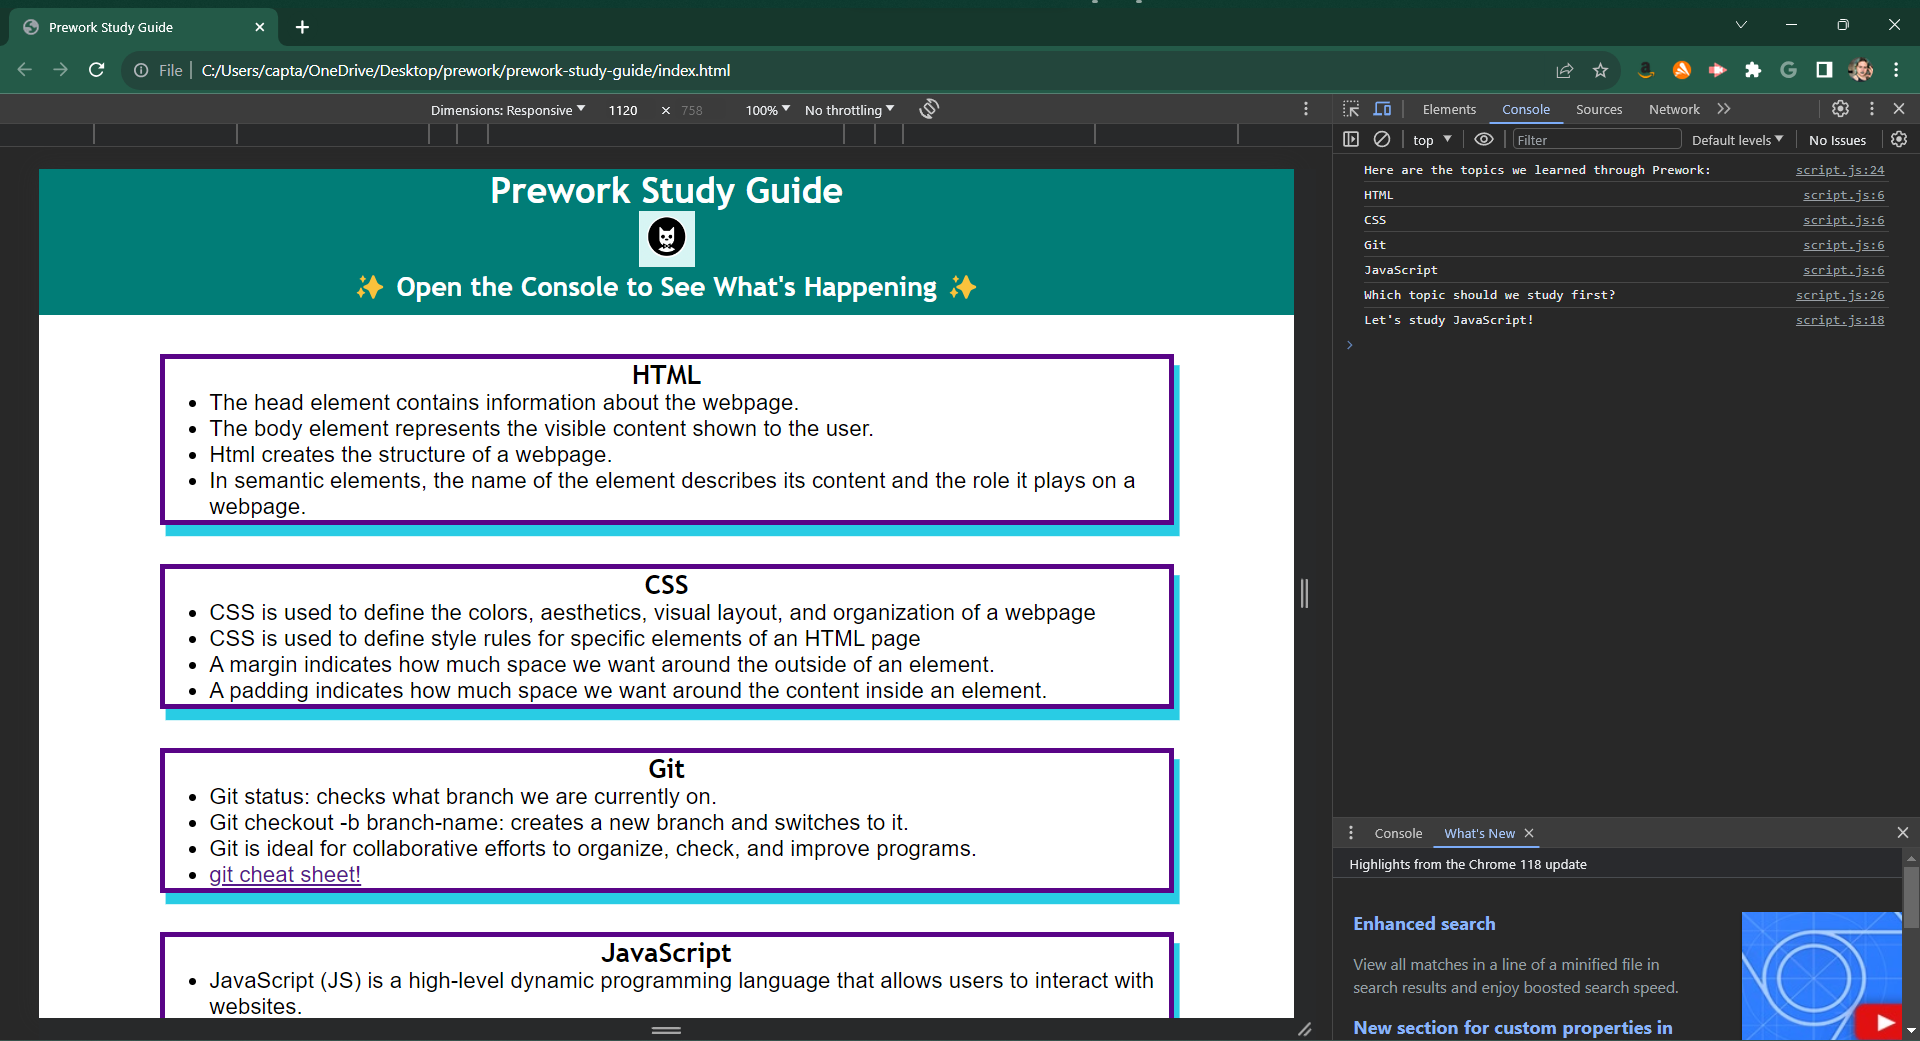 Prework Study Guide
File
C:/Users/capta/OneDrive/Desktop/prework/prework-study-guide/index.html
Dimensions: Responsive 1120 × 758 100% No throttling
Elements Console Sources Network
top Filter Default levels No Issues
Here are the topics we learned through Prework: script.js:24
HTML script.js:6
CSS script.js:6
Git script.js:6
JavaScript script.js:6
Which topic should we study first? script.js:26
Let's study JavaScript! script.js:18
Prework Study Guide
✨ Open the Console to See What's Happening ✨
HTML
• The head element contains information about the webpage.
• The body element represents the visible content shown to the user.
• Html creates the structure of a webpage.
• In semantic elements, the name of the element describes its content and the role it plays on a
webpage.
CSS
• CSS is used to define the colors, aesthetics, visual layout, and organization of a webpage
• CSS is used to define style rules for specific elements of an HTML page
• A margin indicates how much space we want around the outside of an element.
• A padding indicates how much space we want around the content inside an element.
Git
• Git status: checks what branch we are currently on.
• Git checkout -b branch-name: creates a new branch and switches to it.
• Git is ideal for collaborative efforts to organize, check, and improve programs.
• git cheat sheet!
JavaScript
• JavaScript (JS) is a high-level dynamic programming language that allows users to interact with
websites.
Console What's New
Highlights from the Chrome 118 update
Enhanced search
View all matches in a line of a minified file in
search results and enjoy boosted search speed.
New section for custom properties in